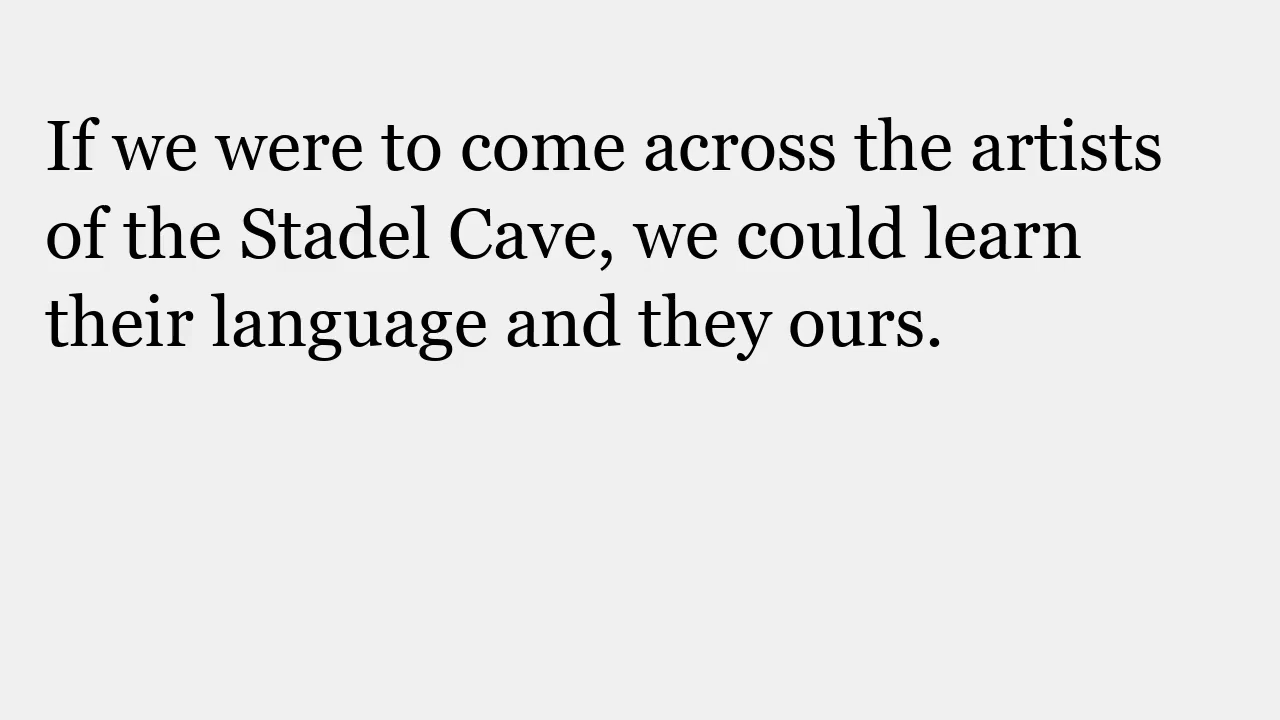 If we were to come across the artists
of the Stadel Cave, we could learn
their language and they ours.